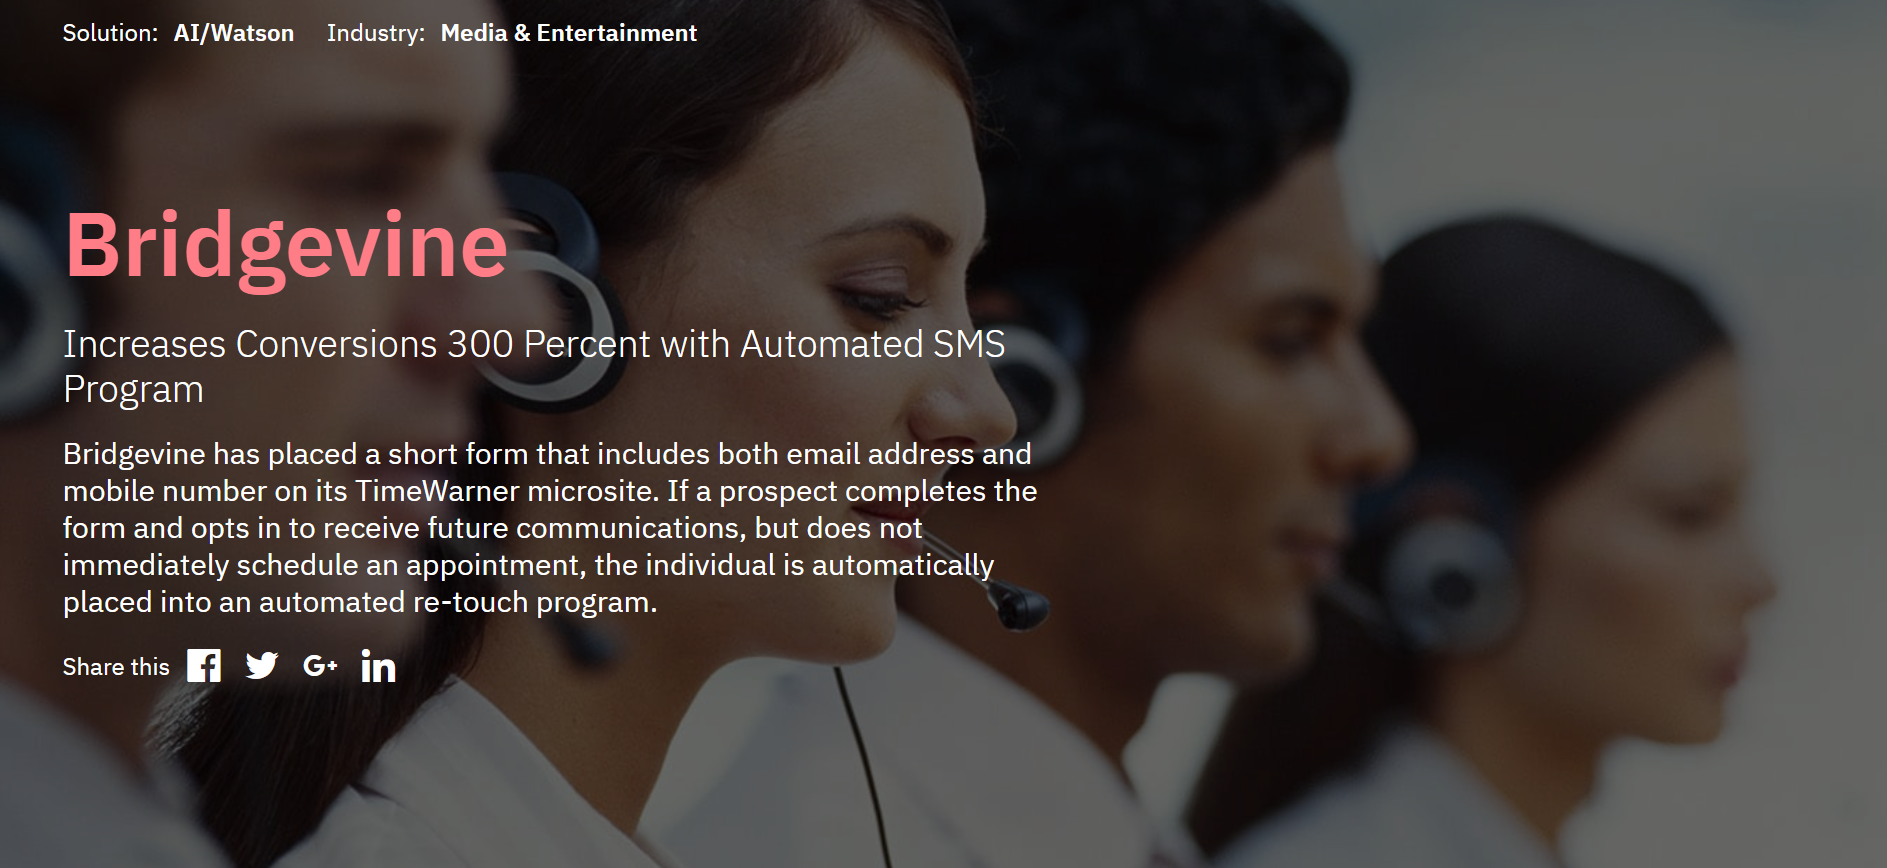 Solution: AI/Watson Industry: Media & Entertainment
Bridgevine
Increases Conversions 300 Percent with Automated SMS
Program
Bridgevine has placed a short form that includes both email address and
mobile number on its TimeWarner microsite. If a prospect completes the
form and opts in to receive future communications, but does not
immediately schedule an appointment, the individual is automatically
placed into an automated re-touch program.
Share this G+ in